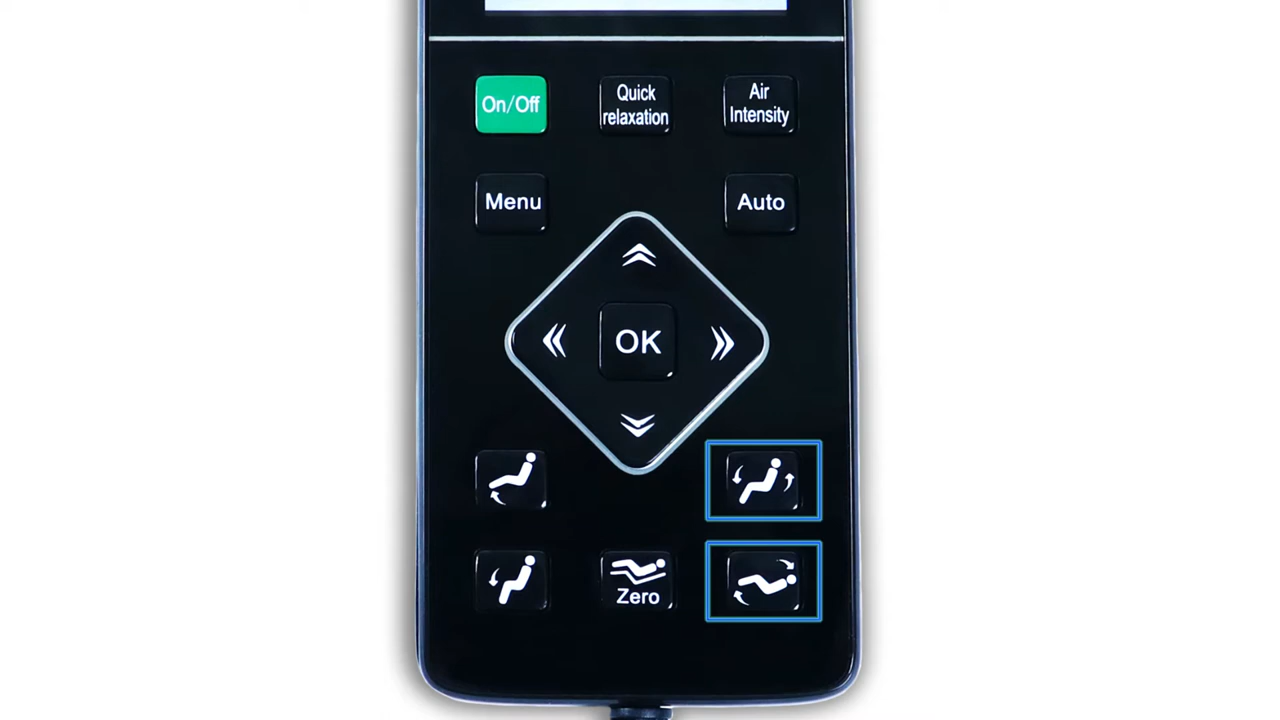 On/Off
Quick
relaxation
Air
Intensity
Menu
Auto
OK
Zero